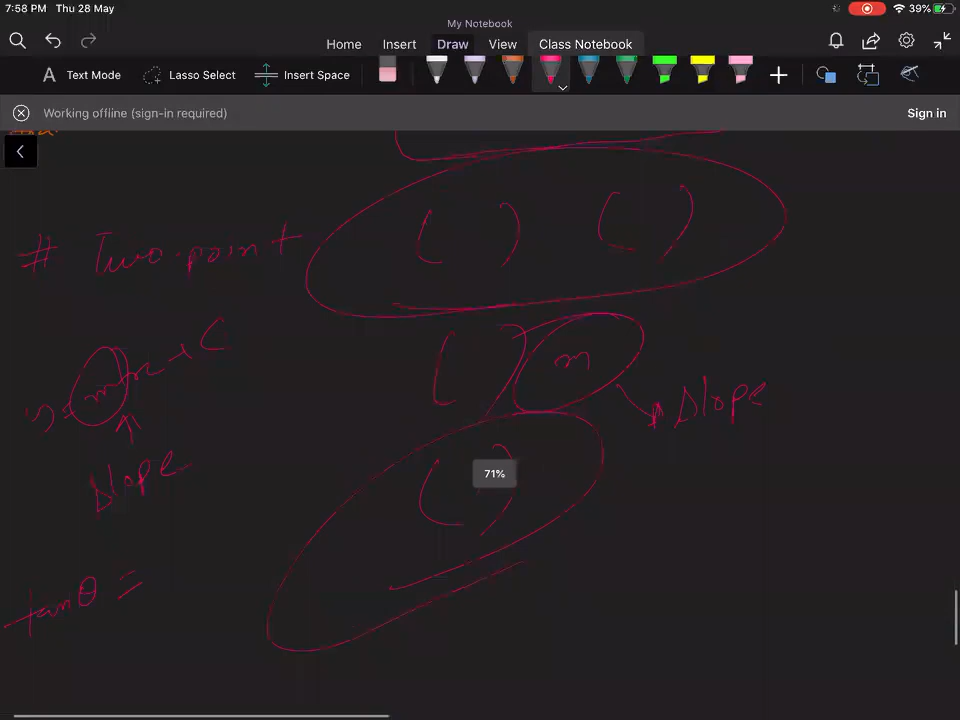 7:58 PM Thu 28 May
39%
My Notebook
Home Insert Draw View Class Notebook
Text Mode Lasso Select Insert Space
Working offline (sign-in required) Sign in
# Two-point ( ) ( )
y=mx+C ( ) m
Slope
Slope
( )
71%
tanθ =